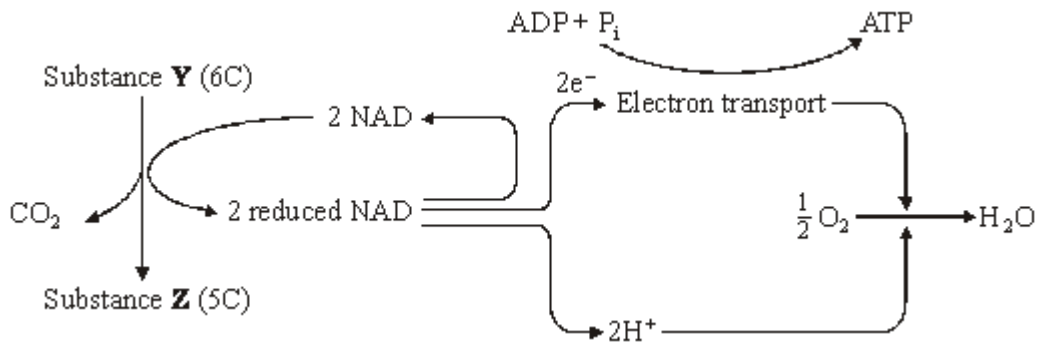 ADP + Pi
ATP
Substance Y (6C)
2e⁻
2 NAD
Electron transport
CO₂
2 reduced NAD
½ O₂
H₂O
Substance Z (5C)
2H⁺